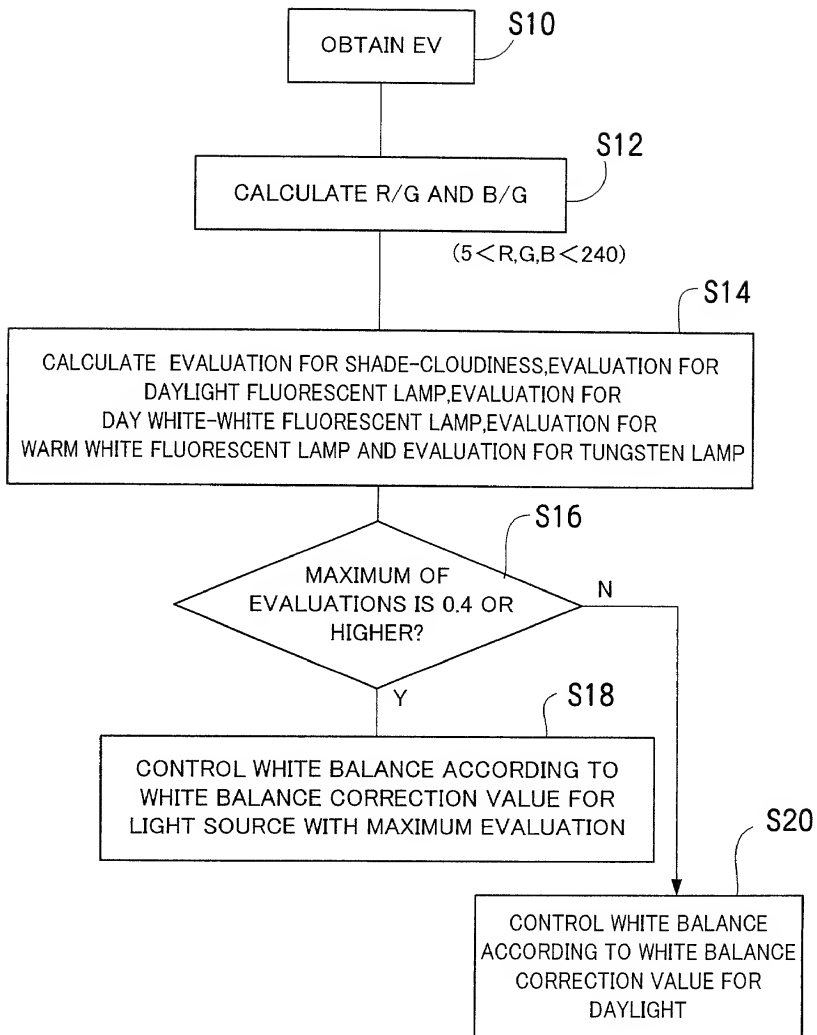 S10
OBTAIN EV
S12
CALCULATE R/G AND B/G
(5<R,G,B<240)
S14
CALCULATE EVALUATION FOR SHADE-CLOUDINESS,EVALUATION FOR
DAYLIGHT FLUORESCENT LAMP,EVALUATION FOR
DAY WHITE-WHITE FLUORESCENT LAMP,EVALUATION FOR
WARM WHITE FLUORESCENT LAMP AND EVALUATION FOR TUNGSTEN LAMP
S16
MAXIMUM OF
EVALUATIONS IS 0.4 OR
HIGHER?
N
Y
S18
CONTROL WHITE BALANCE ACCORDING TO
WHITE BALANCE CORRECTION VALUE FOR
LIGHT SOURCE WITH MAXIMUM EVALUATION
S20
CONTROL WHITE BALANCE
ACCORDING TO WHITE BALANCE
CORRECTION VALUE FOR
DAYLIGHT